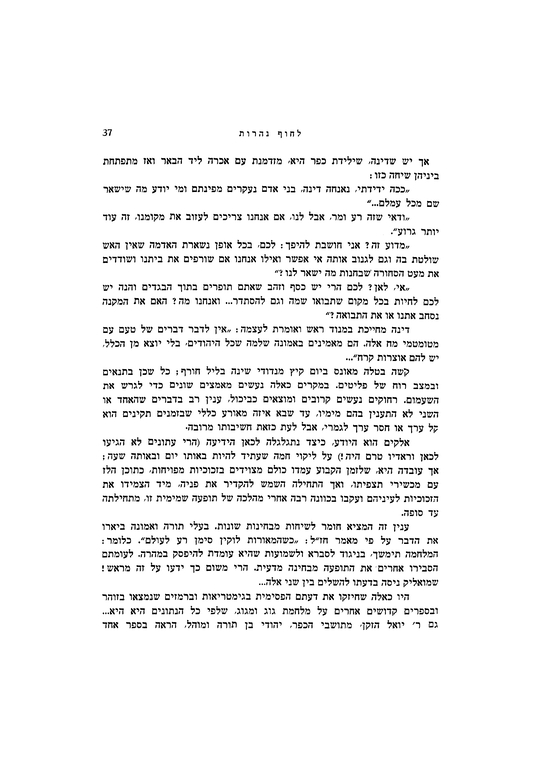 לחוף נהרות
37
אך יש שדינה, שילידת כפר היא, מזדמנת עם אכרה ליד הבאר ואז מתפתחת
ביניהן שיחה כזו:
„ככה ידידתי, נאנחה דינה, בני אדם נעקרים מפינתם ומי יודע מה שישאר
שם מכל עמלם...״
„ודאי שזה רע ומר. אבל לנו, אם אנחנו צריכים לעזוב את מקומנו, זה עוד
יותר גרוע״.
„מדוע זה? אני חושבת להיפך: לכם, בכל אופן נשארת האדמה שאין האש
שולטת בה וגם לגנוב אותה אי אפשר ואילו אנחנו אם שורפים את ביתנו ושודדים
את מעט הסחורה שבחנות מה ישאר לנו?״
„אי, לאן? לכם הרי יש כסף וזהב שאתם תופרים בתוך הבגדים והנה יש
לכם לחיות בכל מקום שתבואו שמה וגם להסתדר... ואנחנו מה? האם את המקנה
נסחב אתנו או את התבואה?״
דינה מחייכת במנוד ראש ואומרת לעצמה: „אין לדבר דברים של טעם עם
מטומטמי מח אלה. הם מאמינים באמונה שלמה שכל היהודים, בלי יוצא מן הכלל,
יש להם אוצרות קרח״...
קשה בטלה מאונס ביום קיץ מנדודי שינה בליל חורף; כל שכן בתנאים
ובמצב רוח של פליטים. במקרים כאלה נעשים מאמצים שונים כדי לגרש את
השעמום. רחוקים נעשים קרובים ומוצאים כביכול, ענין רב בדברים שהאחד או
השני לא התענין בהם מימיו, עד שבא איזה מאורע כללי שבזמנים תקינים הוא
קל ערך או חסר ערך לגמרי, אבל לעת כזאת חשיבותו מרובה.
אלקים הוא היודע, כיצד נתגלגלה לכאן הידיעה (הרי עתונים לא הגיעו
לכאן וראדיו טרם היה!) על ליקוי חמה שעתיד להיות באותו יום ובאותה שעה;
אך עובדה היא, שלזמן הקבוע עמדו כולם מצוידים בזכוכיות מפויחות, כתוכן הלז
עם מכשירי תצפיתו, ואך התחילה השמש להקדיר את פניה, מיד הצמידו את
הזכוכיות לעיניהם ועקבו בכוונה רבה אחרי מהלכה של תופעה שמימית זו, מתחילתה
עד סופה.
ענין זה המציא חומר לשיחות מבחינות שונות. בעלי תורה ואמונה ביארו
את הדבר על פי מאמר חז״ל: „כשהמאורות לוקין סימן רע לעולם״. כלומר:
המלחמה תימשך, בניגוד לסברא ולשמועות שהיא עומדת להיפסק במהרה. לעומתם
הסבירו אחרים את התופעה מבחינה מדעית. הרי משום כך ידעו על זה מראש!
שמואליק ניסה בדעתו להשלים בין שני אלה...
היו כאלה שחיזקו את דעתם הפסימית בגימטריאות וברמזים שנמצאו בזוהר
ובספרים קדושים אחרים על מלחמת גוג ומגוג, שלפי כל הנתונים היא היא...
גם ר׳ יואל הזקן, מתושבי הכפר, יהודי בן תורה ומוהל, הראה בספר אחד